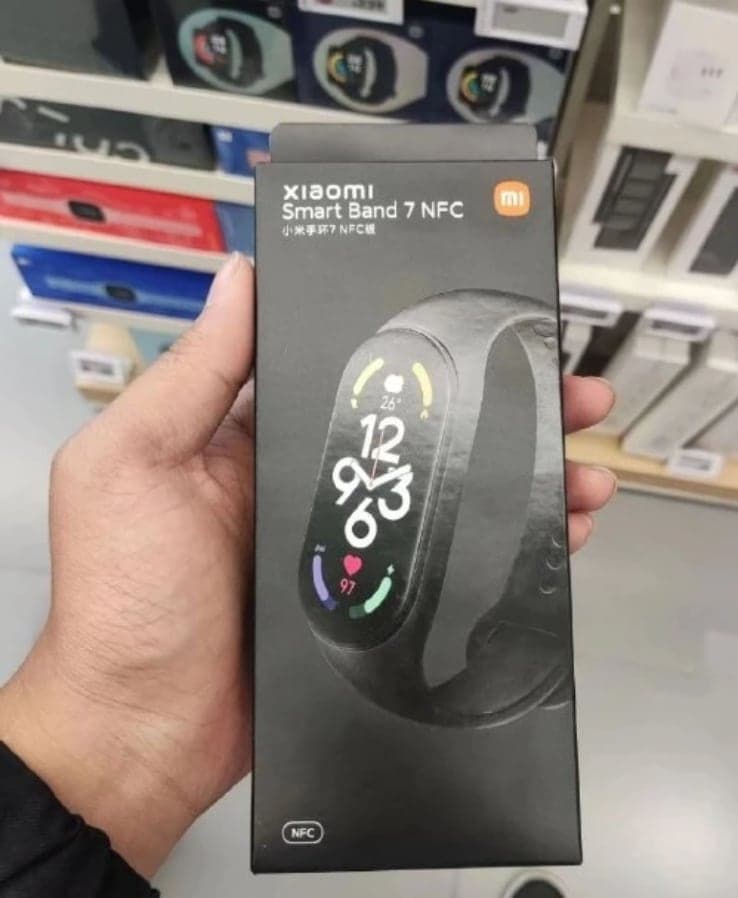 xiaomi
Smart Band 7 NFC
小米手环7 NFC版
mi
26°
12
9 3
6
97
NFC